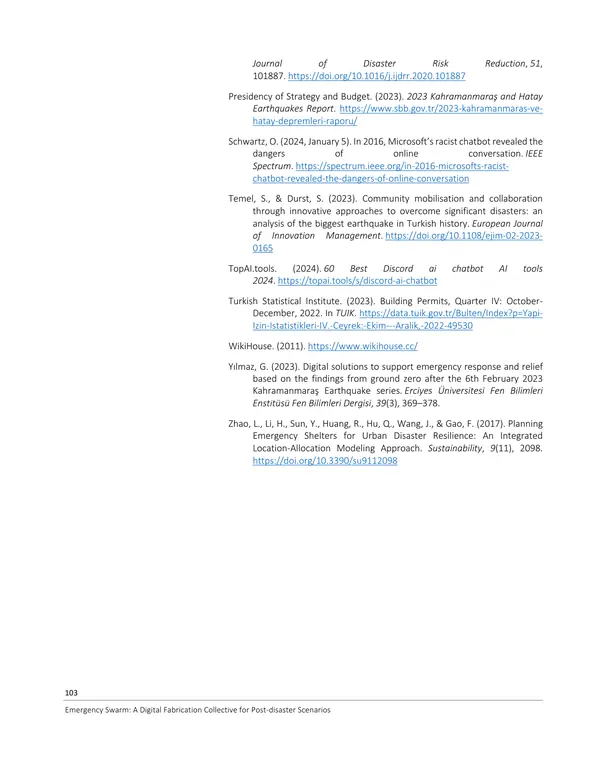 Journal of Disaster Risk Reduction, 51,
101887. https://doi.org/10.1016/j.ijdrr.2020.101887
Presidency of Strategy and Budget. (2023). 2023 Kahramanmaraş and Hatay
Earthquakes Report. https://www.sbb.gov.tr/2023-kahramanmaras-ve-
hatay-depremleri-raporu/
Schwartz, O. (2024, January 5). In 2016, Microsoft's racist chatbot revealed the
dangers of online conversation. IEEE
Spectrum. https://spectrum.ieee.org/in-2016-microsofts-racist-
chatbot-revealed-the-dangers-of-online-conversation
Temel, S., & Durst, S. (2023). Community mobilisation and collaboration
through innovative approaches to overcome significant disasters: an
analysis of the biggest earthquake in Turkish history. European Journal
of Innovation Management. https://doi.org/10.1108/ejim-02-2023-
0165
TopAI.tools. (2024). 60 Best Discord ai chatbot AI tools
2024. https://topai.tools/s/discord-ai-chatbot
Turkish Statistical Institute. (2023). Building Permits, Quarter IV: October-
December, 2022. In TUIK. https://data.tuik.gov.tr/Bulten/Index?p=Yapi-
Izin-Istatistikleri-IV.-Ceyrek:-Ekim---Aralik,-2022-49530
WikiHouse. (2011). https://www.wikihouse.cc/
Yılmaz, G. (2023). Digital solutions to support emergency response and relief
based on the findings from ground zero after the 6th February 2023
Kahramanmaraş Earthquake series. Erciyes Üniversitesi Fen Bilimleri
Enstitüsü Fen Bilimleri Dergisi, 39(3), 369–378.
Zhao, L., Li, H., Sun, Y., Huang, R., Hu, Q., Wang, J., & Gao, F. (2017). Planning
Emergency Shelters for Urban Disaster Resilience: An Integrated
Location-Allocation Modeling Approach. Sustainability, 9(11), 2098.
https://doi.org/10.3390/su9112098
103
Emergency Swarm: A Digital Fabrication Collective for Post-disaster Scenarios